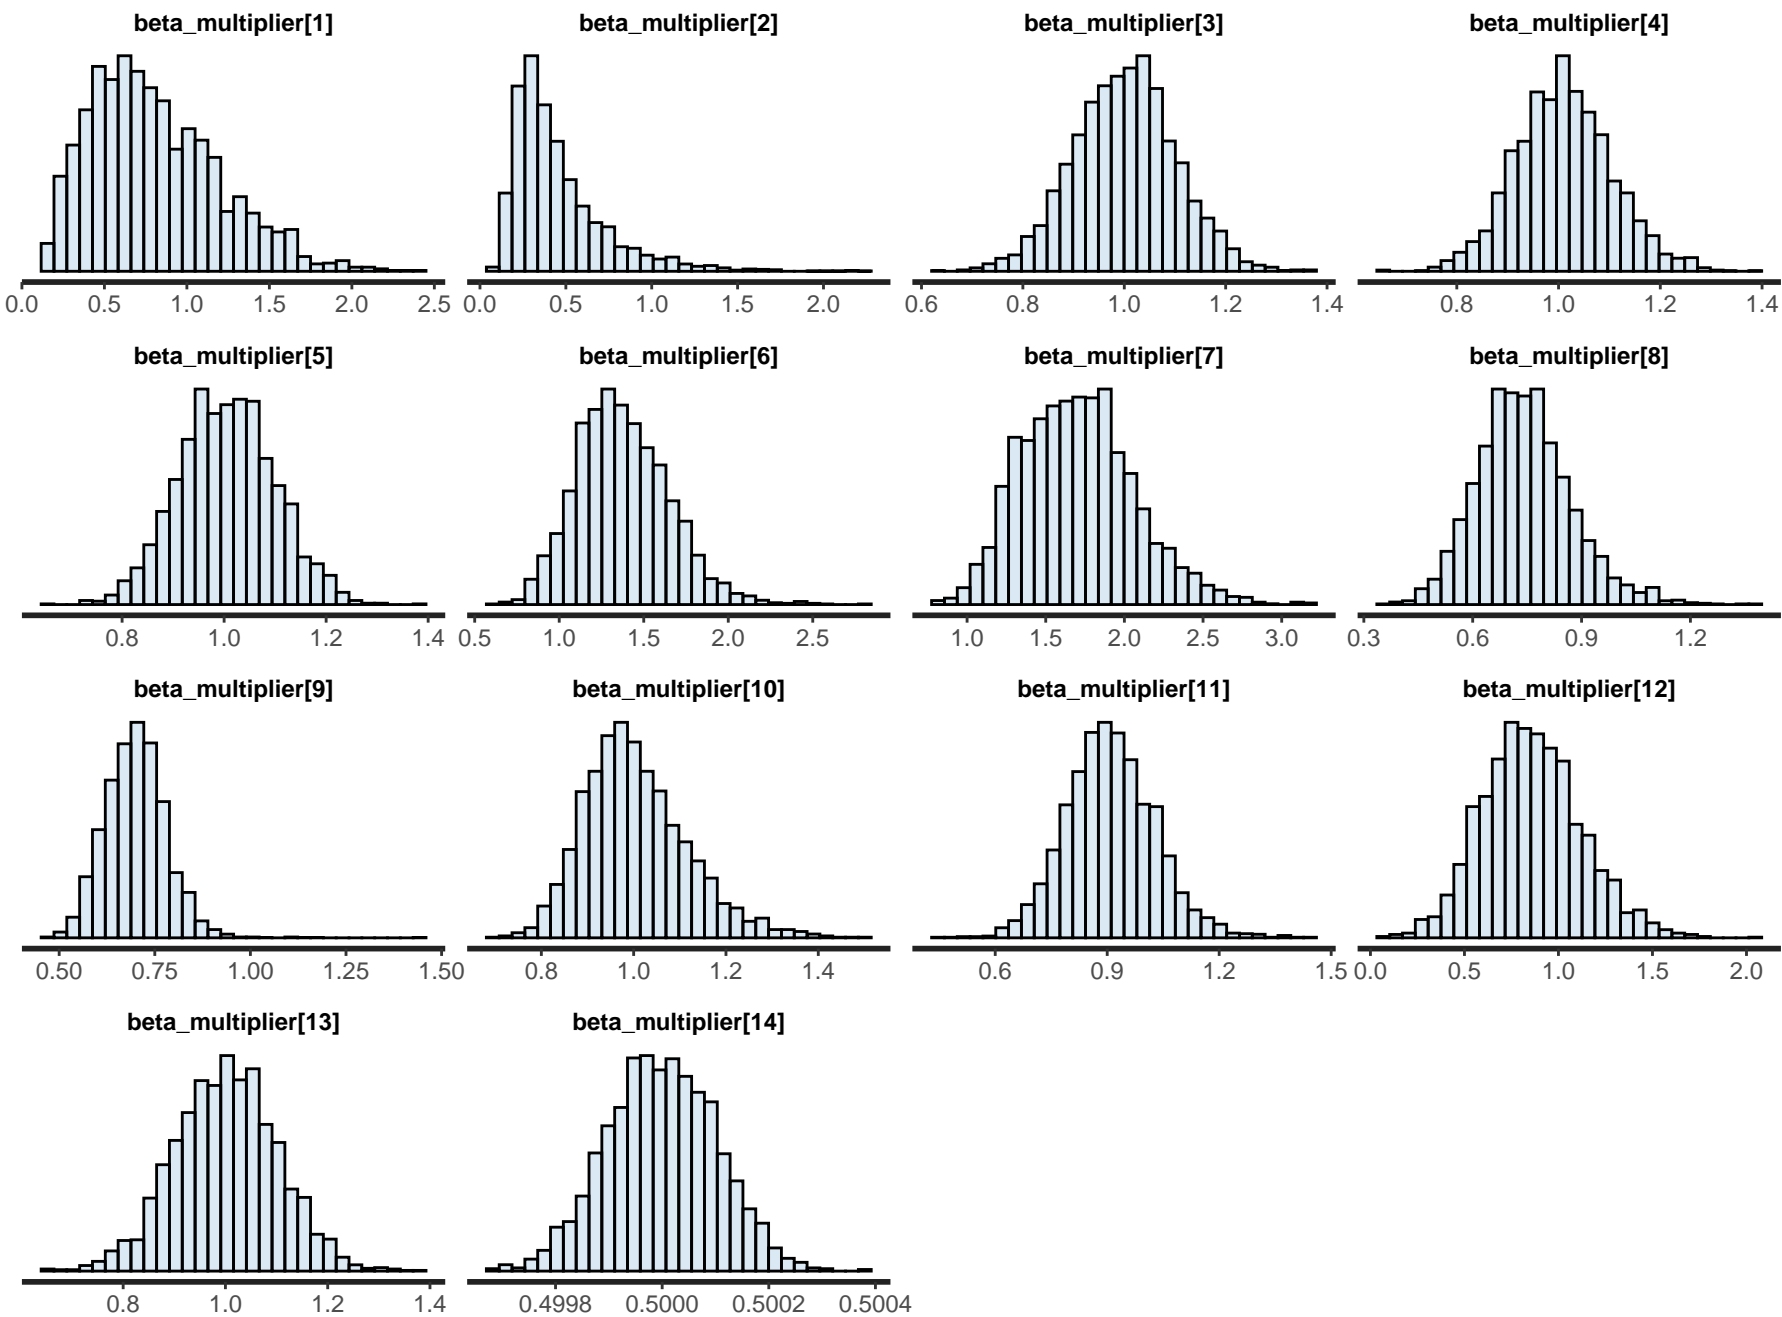 beta_multiplier[1] beta_multiplier[2] beta_multiplier[3] beta_multiplier[4]
0.0 0.5 1.0 1.5 2.0 2.5 0.0 0.5 1.0 1.5 2.0 0.6 0.8 1.0 1.2 1.4 0.8 1.0 1.2 1.4
beta_multiplier[5] beta_multiplier[6] beta_multiplier[7] beta_multiplier[8]
0.8 1.0 1.2 1.4 0.5 1.0 1.5 2.0 2.5 1.0 1.5 2.0 2.5 3.0 0.3 0.6 0.9 1.2
beta_multiplier[9] beta_multiplier[10] beta_multiplier[11] beta_multiplier[12]
0.50 0.75 1.00 1.25 1.50 0.8 1.0 1.2 1.4 0.6 0.9 1.2 1.5 0.0 0.5 1.0 1.5 2.0
beta_multiplier[13] beta_multiplier[14]
0.8 1.0 1.2 1.4 0.4998 0.5000 0.5002 0.5004